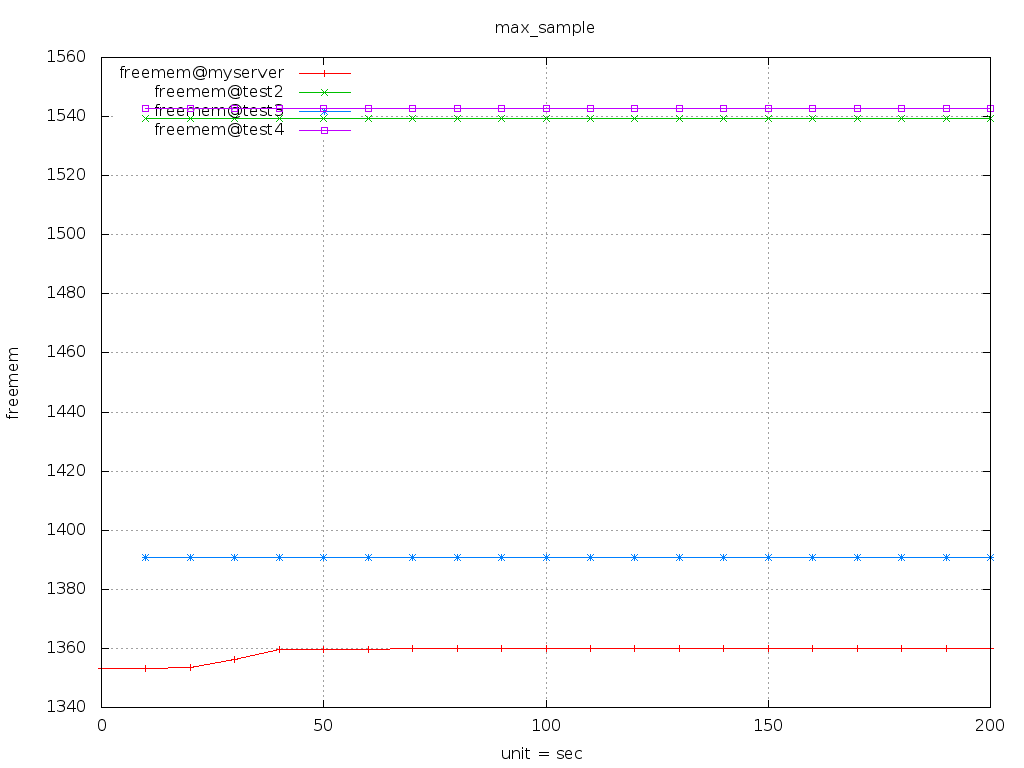 max_sample
1560
freemem@myserver
freemem@test2
freemem@test3
freemem@test4
1540
1520
1500
1480
1460
1440
1420
1400
1380
1360
1340
freemem
0 50 100 150 200
unit = sec